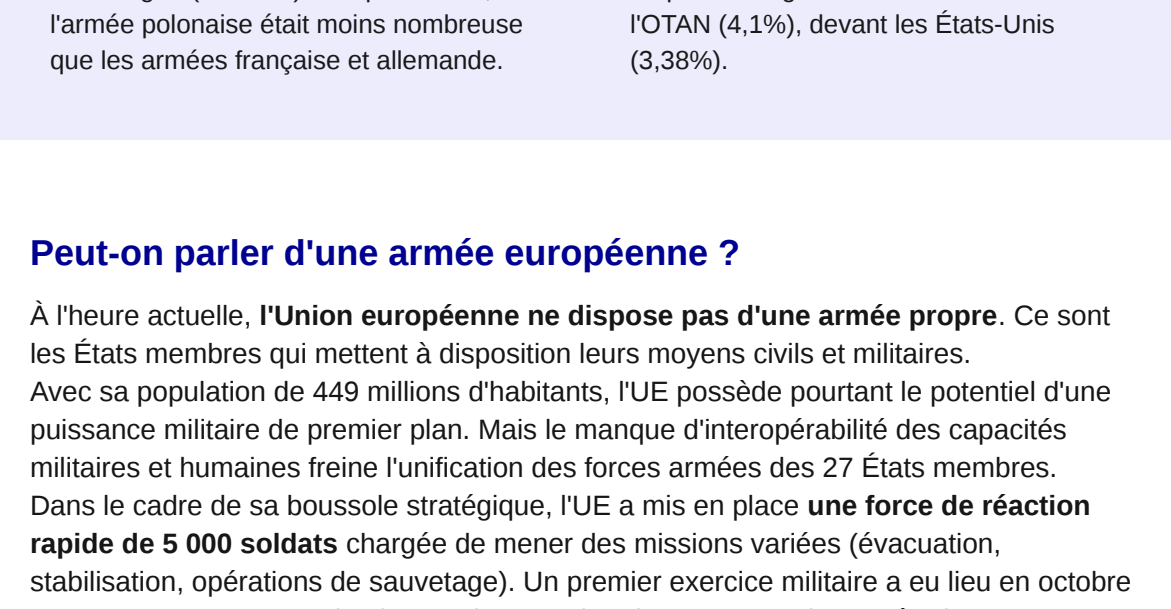 l'armée polonaise était moins nombreuse
que les armées française et allemande.
l'OTAN (4,1%), devant les États-Unis
(3,38%).
Peut-on parler d'une armée européenne ?
À l'heure actuelle, l'Union européenne ne dispose pas d'une armée propre. Ce sont
les États membres qui mettent à disposition leurs moyens civils et militaires.
Avec sa population de 449 millions d'habitants, l'UE possède pourtant le potentiel d'une
puissance militaire de premier plan. Mais le manque d'interopérabilité des capacités
militaires et humaines freine l'unification des forces armées des 27 États membres.
Dans le cadre de sa boussole stratégique, l'UE a mis en place une force de réaction
rapide de 5 000 soldats chargée de mener des missions variées (évacuation,
stabilisation, opérations de sauvetage). Un premier exercice militaire a eu lieu en octobre